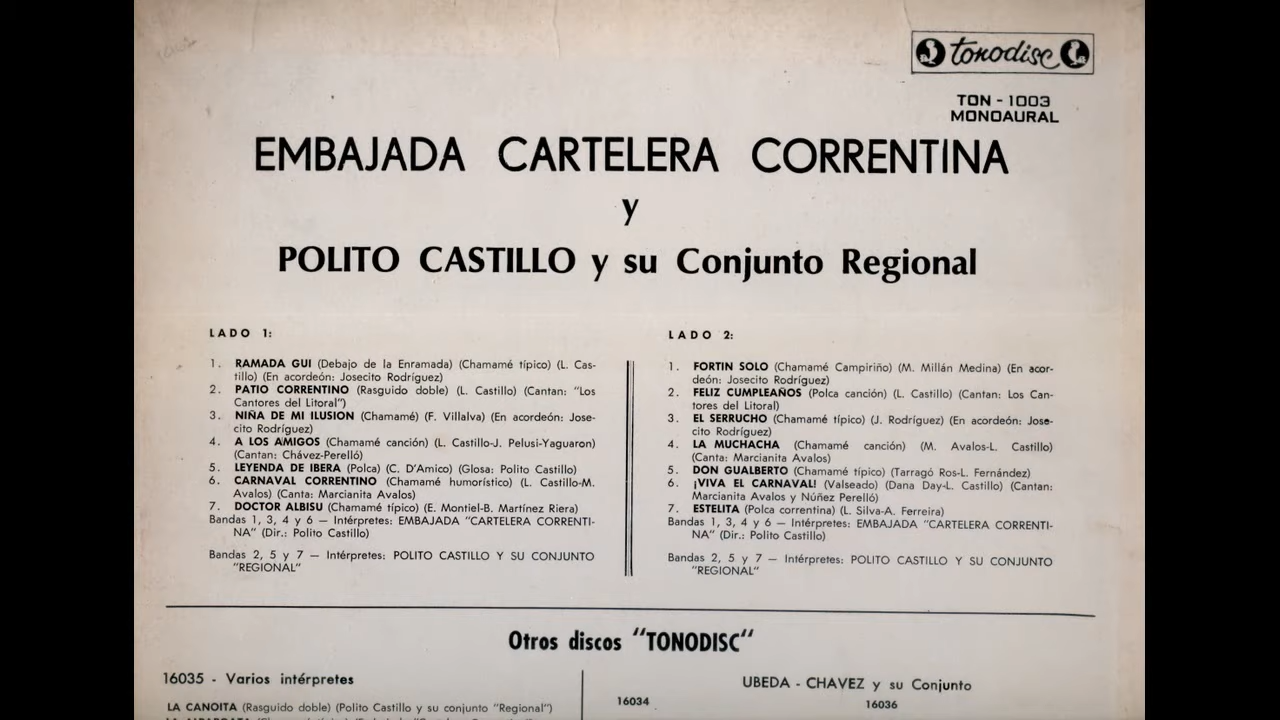 tonodisc
TON - 1003
MONOAURAL
EMBAJADA CARTELERA CORRENTINA
y
POLITO CASTILLO y su Conjunto Regional
LADO 1:
1. RAMADA GUI (Debajo de la Enramada) (Chamamé típico) (L. Cas-
tillo) (En acordeón: Josecito Rodríguez)
2. PATIO CORRENTINO (Rasguido doble) (L. Castillo) (Cantan: "Los
Cantores del Litoral")
3. NIÑA DE MI ILUSION (Chamamé) (F. Villalva) (En acordeón: Jose-
cito Rodríguez)
4. A LOS AMIGOS (Chamamé canción) (L. Castillo-J. Pelusi-Yaguaron)
(Cantan: Chávez-Perelló)
5. LEYENDA DE IBERA (Polca) (C. D'Amico) (Glosa: Polito Castillo)
6. CARNAVAL CORRENTINO (Chamamé humorístico) (L. Castillo-M.
Avalos) (Canta: Marcianita Avalos)
7. DOCTOR ALBISU (Chamamé típico) (E. Montiel-B. Martínez Riera)
Bandas 1, 3, 4 y 6 — Intérpretes: EMBAJADA "CARTELERA CORRENTI-
NA" (Dir.: Polito Castillo)
Bandas 2, 5 y 7 — Intérpretes: POLITO CASTILLO Y SU CONJUNTO
"REGIONAL"
LADO 2:
1. FORTIN SOLO (Chamamé Campiriño) (M. Millán Medina) (En acor-
deón: Josecito Rodríguez)
2. FELIZ CUMPLEAÑOS (Polca canción) (L. Castillo) (Cantan: Los Can-
tores del Litoral)
3. EL SERRUCHO (Chamamé típico) (J. Rodríguez) (En acordeón: Jose-
cito Rodríguez)
4. LA MUCHACHA (Chamamé canción) (M. Avalos-L. Castillo)
(Canta: Marcianita Avalos)
5. DON GUALBERTO (Chamamé típico) (Tarragó Ros-L. Fernández)
6. ¡VIVA EL CARNAVAL! (Valseado) (Dana Day-L. Castillo) (Cantan:
Marcianita Avalos y Núñez Perelló)
7. ESTELITA (Polca correntina) (L. Silva-A. Ferreira)
Bandas 1, 3, 4 y 6 — Intérpretes: EMBAJADA "CARTELERA CORRENTI-
NA" (Dir.: Polito Castillo)
Bandas 2, 5 y 7 — Intérpretes: POLITO CASTILLO Y SU CONJUNTO
"REGIONAL"
Otros discos "TONODISC"
16035 - Varios intérpretes
LA CANOITA (Rasguido doble) (Polito Castillo y su conjunto "Regional")
UBEDA - CHAVEZ y su Conjunto
16034
16036